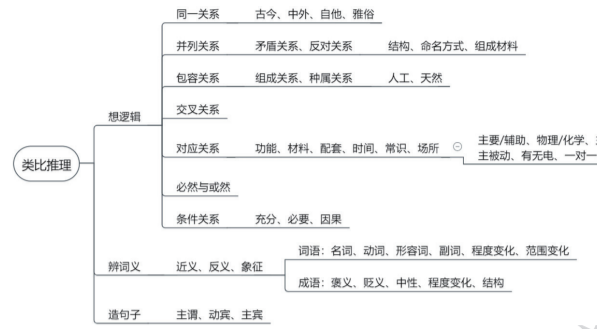 类比推理
想逻辑
同一关系
古今、中外、自他、雅俗
并列关系
矛盾关系、反对关系
结构、命名方式、组成材料
包容关系
组成关系、种属关系
人工、天然
交叉关系
对应关系
功能、材料、配套、时间、常识、场所
主要/辅助、物理/化学、
主被动、有无电、一对一
必然与或然
条件关系
充分、必要、因果
辨词义
近义、反义、象征
词语：名词、动词、形容词、副词、程度变化、范围变化
成语：褒义、贬义、中性、程度变化、结构
造句子
主谓、动宾、主宾